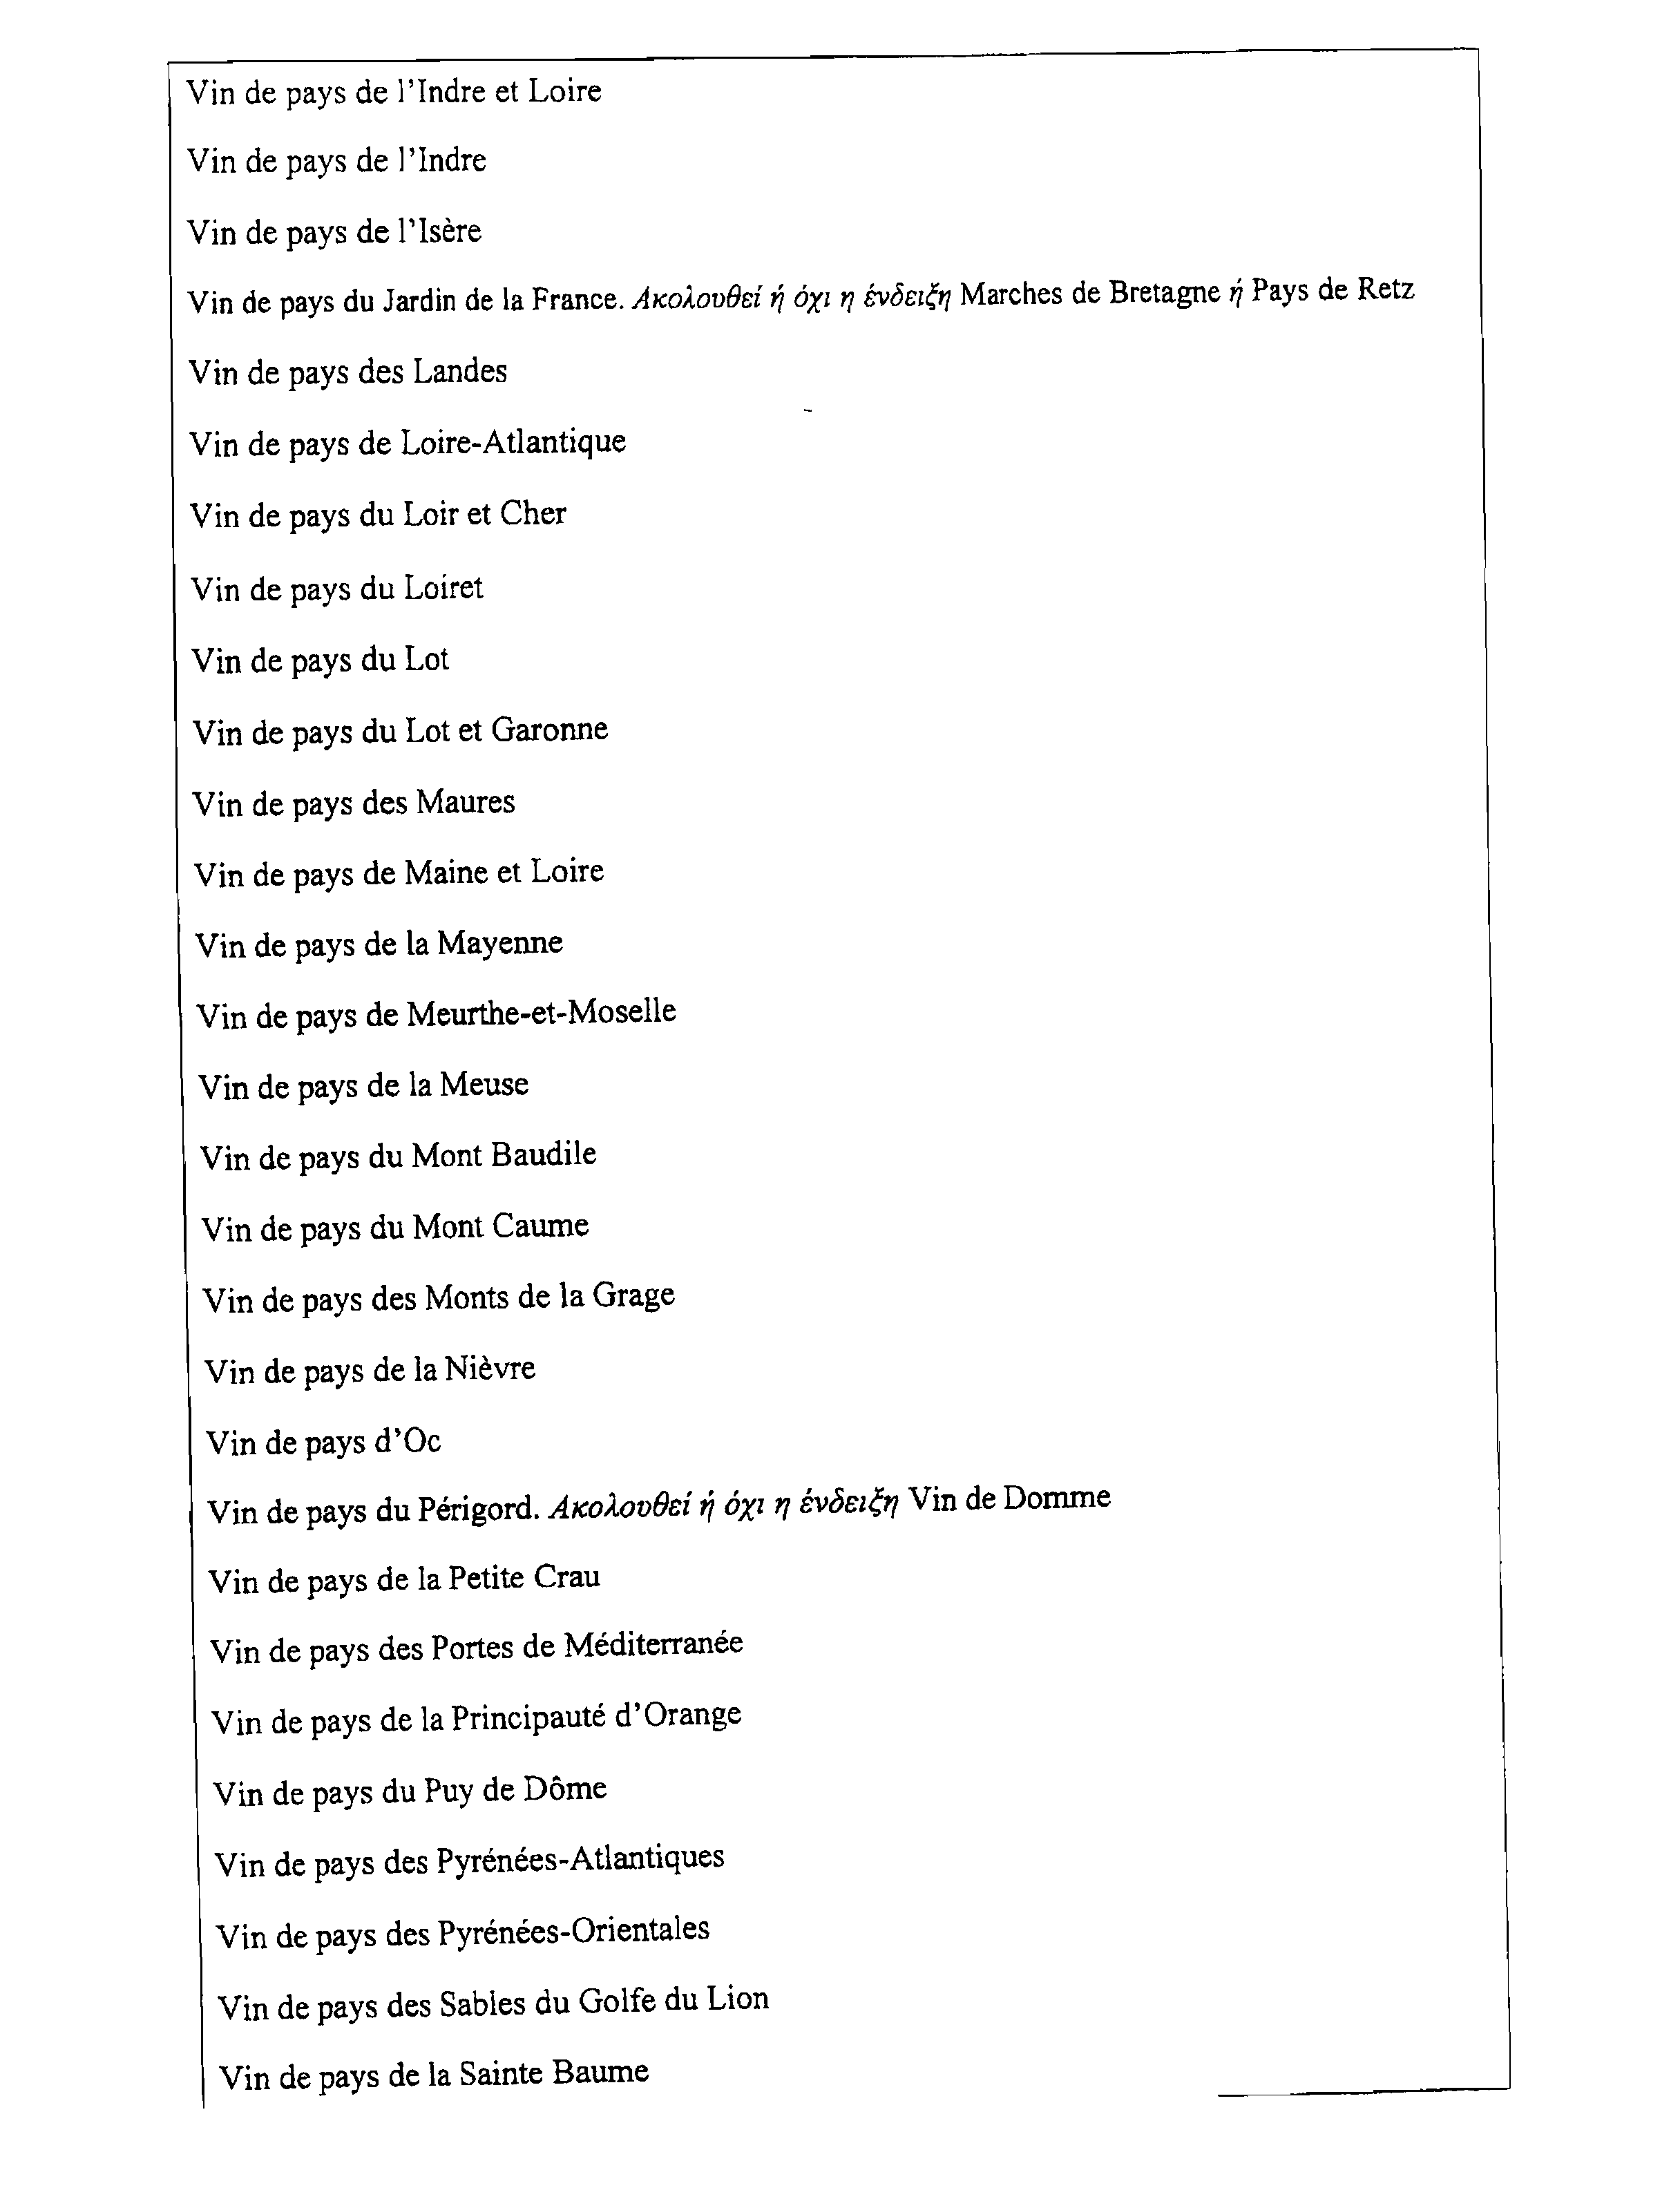 Vin de pays de l’Indre et Loire
Vin de pays de l’Indre
Vin de pays de l’Isère
Vin de pays du Jardin de la France. Ακολουθεί ή όχι η ένδειξη Marches de Bretagne ή Pays de Retz
Vin de pays des Landes
Vin de pays de Loire-Atlantique
Vin de pays du Loir et Cher
Vin de pays du Loiret
Vin de pays du Lot
Vin de pays du Lot et Garonne
Vin de pays des Maures
Vin de pays de Maine et Loire
Vin de pays de la Mayenne
Vin de pays de Meurthe-et-Moselle
Vin de pays de la Meuse
Vin de pays du Mont Baudile
Vin de pays du Mont Caume
Vin de pays des Monts de la Grage
Vin de pays de la Nièvre
Vin de pays d’Oc
Vin de pays du Périgord. Ακολουθεί ή όχι η ένδειξη Vin de Domme
Vin de pays de la Petite Crau
Vin de pays des Portes de Méditerranée
Vin de pays de la Principauté d’Orange
Vin de pays du Puy de Dôme
Vin de pays des Pyrénées-Atlantiques
Vin de pays des Pyrénées-Orientales
Vin de pays des Sables du Golfe du Lion
Vin de pays de la Sainte Baume